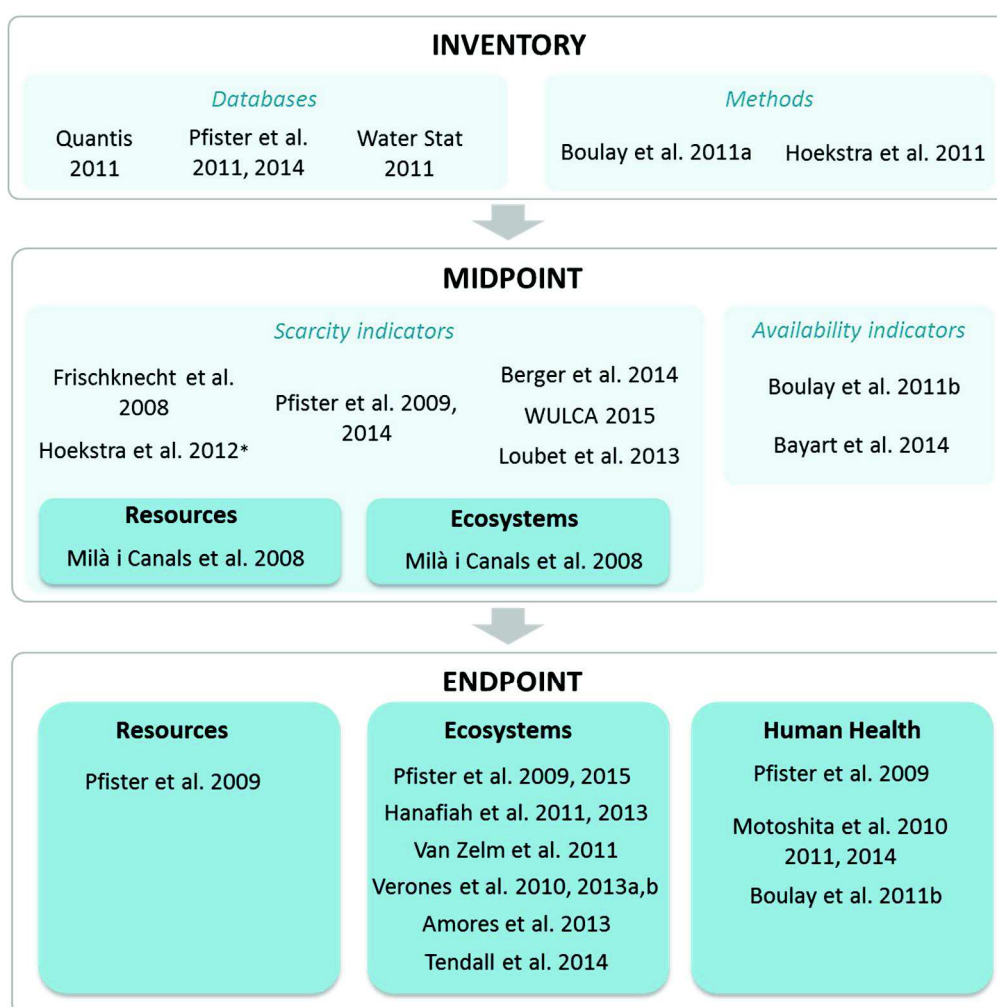 INVENTORY
Databases
Quantis
2011
Pfister et al.
2011, 2014
Water Stat
2011
Methods
Boulay et al. 2011a
Hoekstra et al. 2011
MIDPOINT
Scarcity indicators
Frischknecht et al.
2008
Hoekstra et al. 2012*
Pfister et al. 2009,
2014
Berger et al. 2014
WULCA 2015
Loubet et al. 2013
Resources
Milà i Canals et al. 2008
Ecosystems
Milà i Canals et al. 2008
Availability indicators
Boulay et al. 2011b
Bayart et al. 2014
ENDPOINT
Resources
Pfister et al. 2009
Ecosystems
Pfister et al. 2009, 2015
Hanafiah et al. 2011, 2013
Van Zelm et al. 2011
Verones et al. 2010, 2013a,b
Amores et al. 2013
Tendall et al. 2014
Human Health
Pfister et al. 2009
Motoshita et al. 2010
2011, 2014
Boulay et al. 2011b